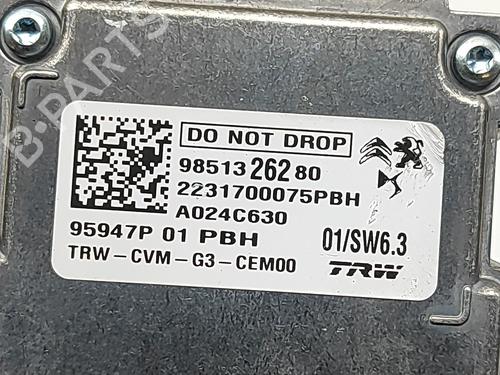 B-PARTS
DO NOT DROP
98513 262 80
2231700075PBH
A024C630
95947P 01 PBH 01/SW6.3
TRW-CVM-G3-CEM00 TRW